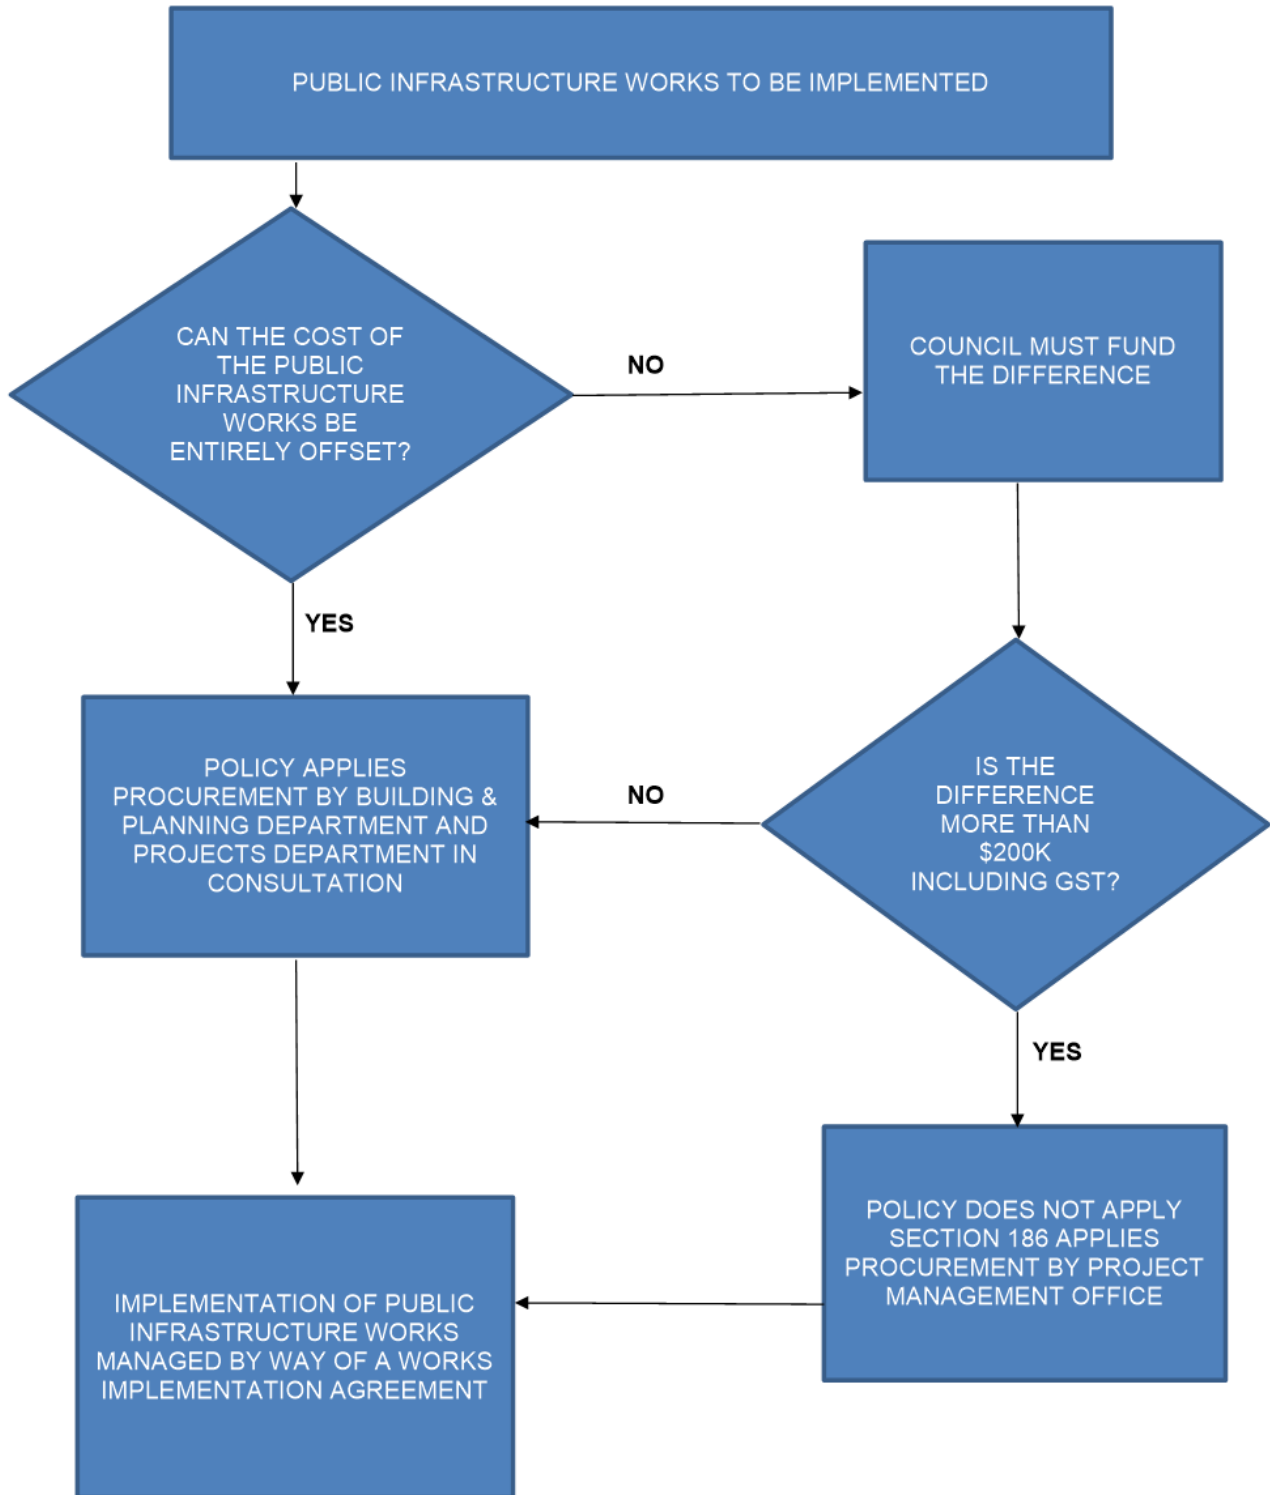 PUBLIC INFRASTRUCTURE WORKS TO BE IMPLEMENTED
CAN THE COST OF
THE PUBLIC
INFRASTRUCTURE
WORKS BE
ENTIRELY OFFSET?
NO
COUNCIL MUST FUND
THE DIFFERENCE
YES
POLICY APPLIES
PROCUREMENT BY BUILDING &
PLANNING DEPARTMENT AND
PROJECTS DEPARTMENT IN
CONSULTATION
NO
IS THE
DIFFERENCE
MORE THAN
$200K
INCLUDING GST?
YES
POLICY DOES NOT APPLY
SECTION 186 APPLIES
PROCUREMENT BY PROJECT
MANAGEMENT OFFICE
IMPLEMENTATION OF PUBLIC
INFRASTRUCTURE WORKS
MANAGED BY WAY OF A WORKS
IMPLEMENTATION AGREEMENT